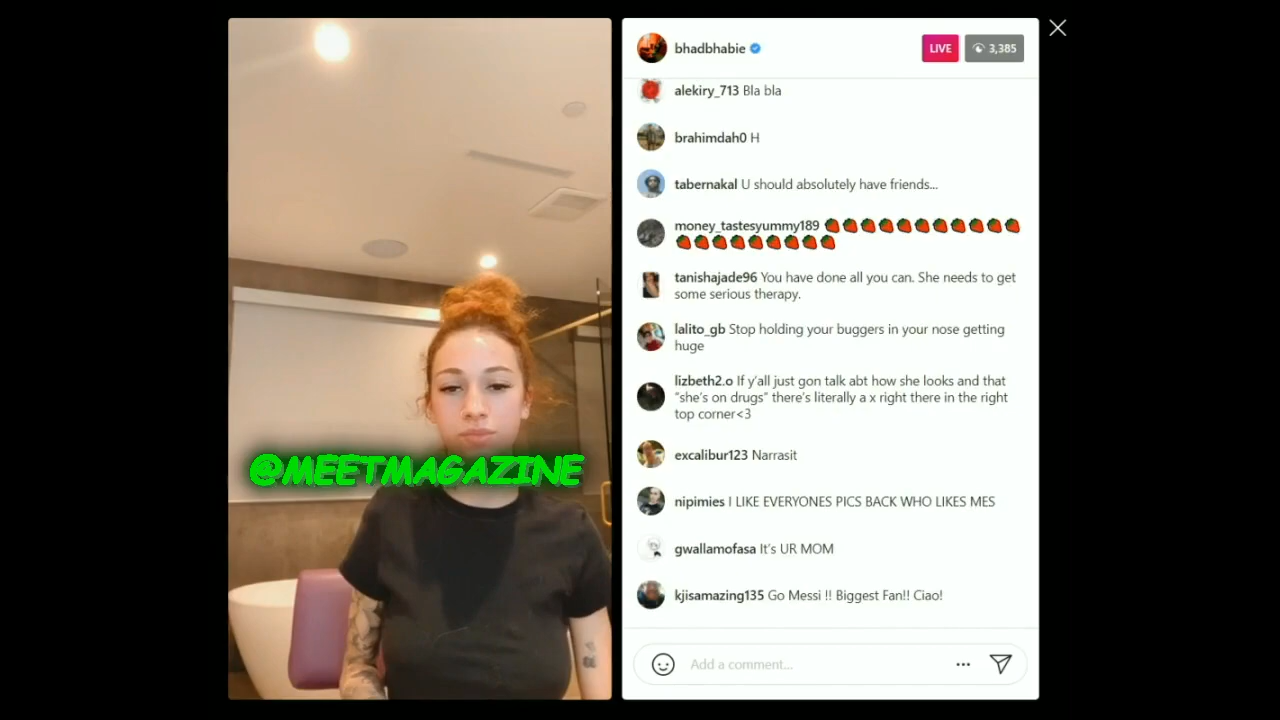 bhadbhabie
LIVE
3,385
alekiry_713 Bla bla
brahimdah0 H
tabernakal U should absolutely have friends...
money_tastesyummy189 🍓🍓🍓🍓🍓🍓🍓🍓🍓🍓🍓
🍓🍓🍓🍓🍓🍓🍓🍓🍓
tanishajade96 You have done all you can. She needs to get
some serious therapy.
lalito_gb Stop holding your buggers in your nose getting
huge
lizbeth2.o If y'all just gon talk abt how she looks and that
"she's on drugs" there's literally a x right there in the right
top corner<3
excalibur123 Narrasit
nipimies I LIKE EVERYONES PICS BACK WHO LIKES MES
gwallamofasa It's UR MOM
kjisamazing135 Go Messi !! Biggest Fan!! Ciao!
Add a comment...
@MEETMAGAZINE